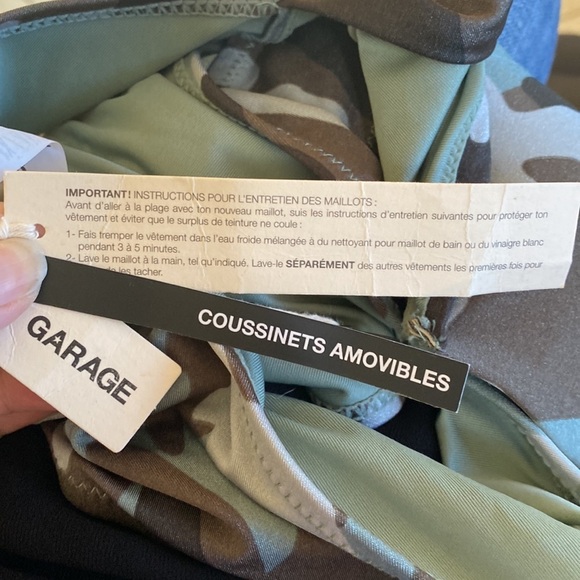 IMPORTANT! INSTRUCTIONS POUR L'ENTRETIEN DES MAILLOTS :
Avant d'aller à la plage avec ton nouveau maillot, suis les instructions d'entretien suivantes pour protéger ton
vêtement et éviter que le surplus de teinture ne coule :
1- Fais tremper le vêtement dans l'eau froide mélangée à du nettoyant pour maillot de bain ou du vinaigre blanc
pendant 3 à 5 minutes.
2- Lave le maillot à la main, tel qu'indiqué. Lave-le SÉPARÉMENT des autres vêtements les premières fois pour
les tacher.
COUSSINETS AMOVIBLES
GARAGE